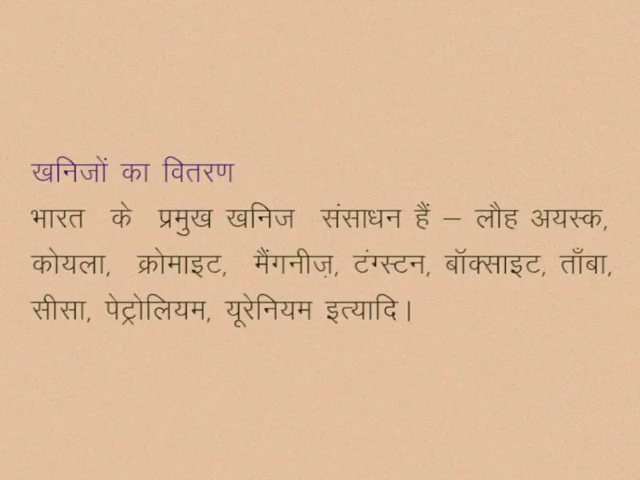 खनिजों का वितरण
भारत के प्रमुख खनिज संसाधन हैं – लौह अयस्क,
कोयला, क्रोमाइट, मैंगनीज़, टंग्स्टन, बॉक्साइट, ताँबा,
सीसा, पेट्रोलियम, यूरेनियम इत्यादि।